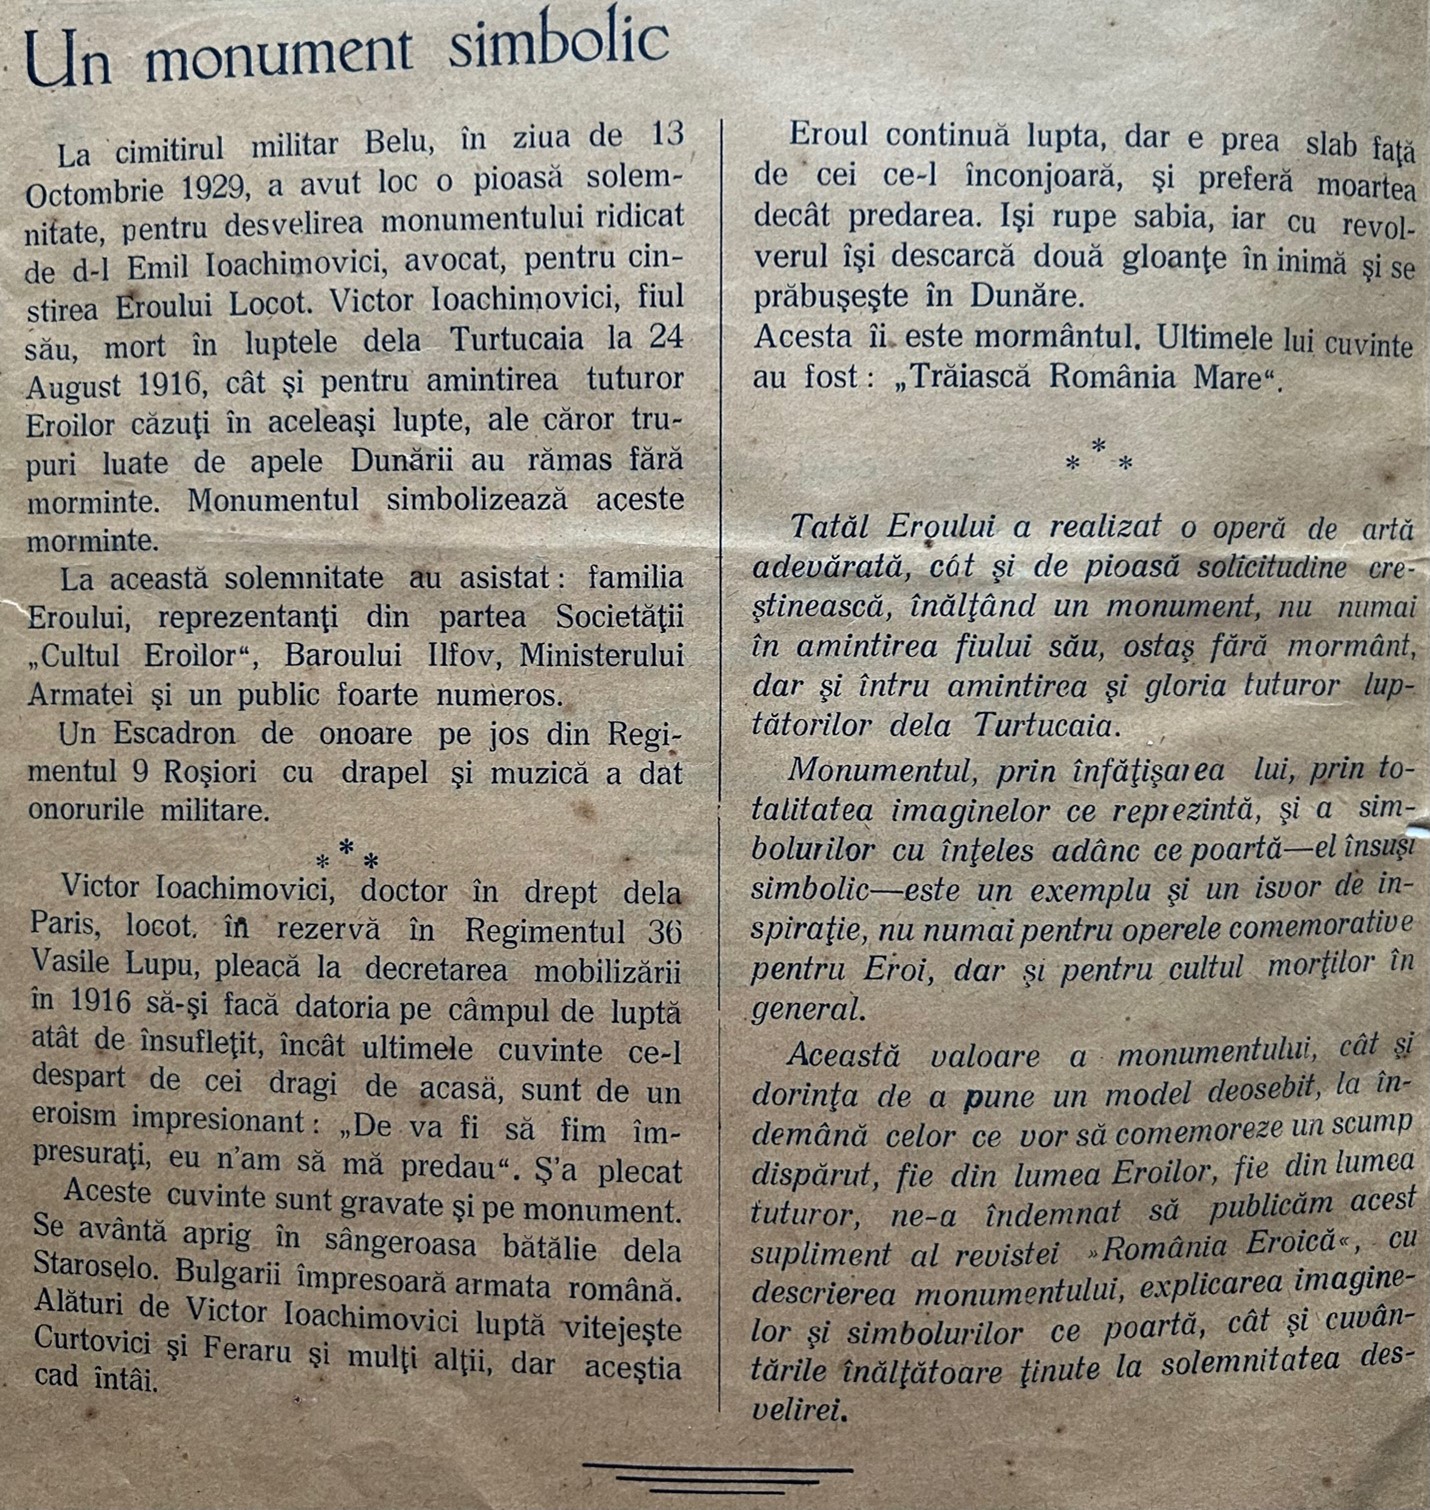 Un monument simbolic
La cimitirul militar Belu, în ziua de 13
Octombrie 1929, a avut loc o pioasă solem-
nitate, pentru desvelirea monumentului ridicat
de d-l Emil Ioachimovici, avocat, pentru cin-
stirea Eroului Locot. Victor Ioachimovici, fiul
său, mort în luptele dela Turtucaia la 24
August 1916, cât şi pentru amintirea tuturor
Eroilor căzuţi în aceleaşi lupte, ale căror tru-
puri luate de apele Dunării au rămas fără
morminte. Monumentul simbolizează aceste
morminte.
La această solemnitate au asistat : familia
Eroului, reprezentanţi din partea Societăţii
„Cultul Eroilor“, Baroului Ilfov, Ministerului
Armatei şi un public foarte numeros.
Un Escadron de onoare pe jos din Regi-
mentul 9 Roşiori cu drapel şi muzică a dat
onorurile militare.
* * *
Victor Ioachimovici, doctor în drept dela
Paris, locot. în rezervă în Regimentul 36
Vasile Lupu, pleacă la decretarea mobilizării
în 1916 să-şi facă datoria pe câmpul de luptă
atât de însufleţit, încât ultimele cuvinte ce-l
despart de cei dragi de acasă, sunt de un
eroism impresionant : „De va fi să fim îm-
presuraţi, eu n’am să mă predau“. Ş’a plecat
Aceste cuvinte sunt gravate şi pe monument.
Se avântă aprig în sângeroasa bătălie dela
Staroselo. Bulgarii împresoară armata română.
Alături de Victor Ioachimovici luptă vitejeşte
Curtovici şi Feraru şi mulţi alţii, dar aceştia
cad întâi.
Eroul continuă lupta, dar e prea slab faţă
de cei ce-l înconjoară, şi preferă moartea
decât predarea. Işi rupe sabia, iar cu revol-
verul îşi descarcă două gloanţe în inimă şi se
prăbuşeşte în Dunăre.
Acesta îi este mormântul. Ultimele lui cuvinte
au fost : „Trăiască România Mare“.
* * *
Tatăl Eroului a realizat o operă de artă
adevărată, cót şi de pioasă solicitudine cre-
ştinească, înălţând un monument, nu numai
în amintirea fiului său, ostaş fără mormânt,
dar şi întru amintirea şi gloria tuturor lup-
tătorilor dela Turtucaia.
Monumentul, prin înfăţişarea lui, prin to-
talitatea imaginelor ce reprezintă, şi a sim-
bolurilor cu înţeles adânc ce poartă—el însuşi
simbolic—este un exemplu şi un isvor de in-
spiraţie, nu numai pentru operele comemorative
pentru Eroi, dar şi pentru cultul morţilor în
general.
Această valoare a monumentului, cât şi
dorinţa de a pune un model deosebit, la în-
demână celor ce vor să comemoreze un scump
dispărut, fie din lumea Eroilor, fie din lumea
tuturor, ne-a îndemnat să publicăm acest
supliment al revistei »România Eroică«, cu
descrierea monumentului, explicarea imagine-
lor şi simbolurilor ce poartă, cât şi cuvân-
tările înălţătoare ţinute la solemnitatea des-
velirei.